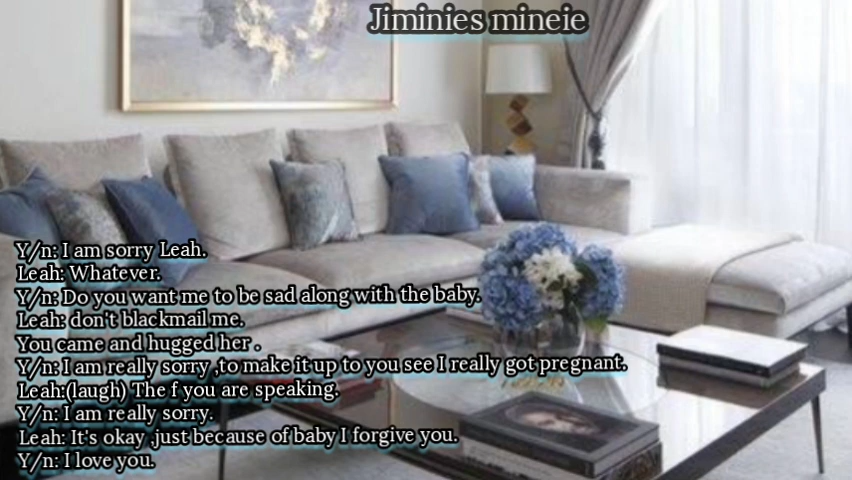 Jiminies mineie
Y/n: I am sorry Leah.
Leah: Whatever.
Y/n: Do you want me to be sad along with the baby.
Leah: don't blackmail me.
You came and hugged her .
Y/n: I am really sorry ,to make it up to you see I really got pregnant.
Leah:(laugh) The f you are speaking.
Y/n: I am really sorry.
Leah: It's okay ,just because of baby I forgive you.
Y/n: I love you.